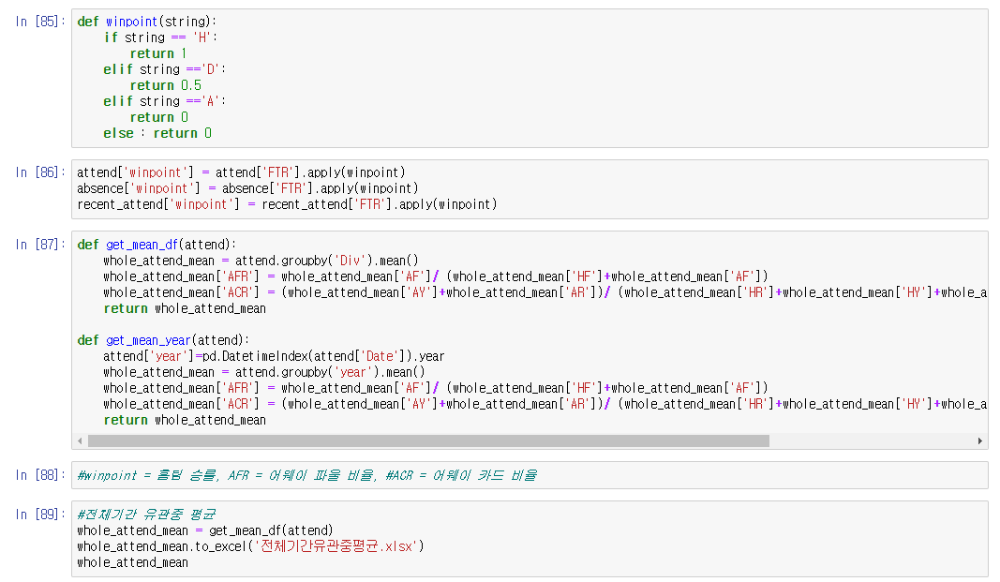 In [85]:
def winpoint(string):
    if string == 'H':
        return 1
    elif string =='D':
        return 0.5
    elif string =='A':
        return 0
    else : return 0
In [86]:
attend['winpoint'] = attend['FTR'].apply(winpoint)
absence['winpoint'] = absence['FTR'].apply(winpoint)
recent_attend['winpoint'] = recent_attend['FTR'].apply(winpoint)
In [87]:
def get_mean_df(attend):
    whole_attend_mean = attend.groupby('Div').mean()
    whole_attend_mean['AFR'] = whole_attend_mean['AF']/ (whole_attend_mean['HF']+whole_attend_mean['AF'])
    whole_attend_mean['ACR'] = (whole_attend_mean['AY']+whole_attend_mean['AR'])/ (whole_attend_mean['HR']+whole_attend_mean['HY']+whole_a
    return whole_attend_mean
def get_mean_year(attend):
    attend['year']=pd.DatetimeIndex(attend['Date']).year
    whole_attend_mean = attend.groupby('year').mean()
    whole_attend_mean['AFR'] = whole_attend_mean['AF']/ (whole_attend_mean['HF']+whole_attend_mean['AF'])
    whole_attend_mean['ACR'] = (whole_attend_mean['AY']+whole_attend_mean['AR'])/ (whole_attend_mean['HR']+whole_attend_mean['HY']+whole_a
    return whole_attend_mean
In [88]:
#winpoint = 홈팀 승률, AFR = 어웨이 파울 비율, #ACR = 어웨이 카드 비율
In [89]:
#전체기간 유관중 평균
whole_attend_mean = get_mean_df(attend)
whole_attend_mean.to_excel('전체기간유관중평균.xlsx')
whole_attend_mean